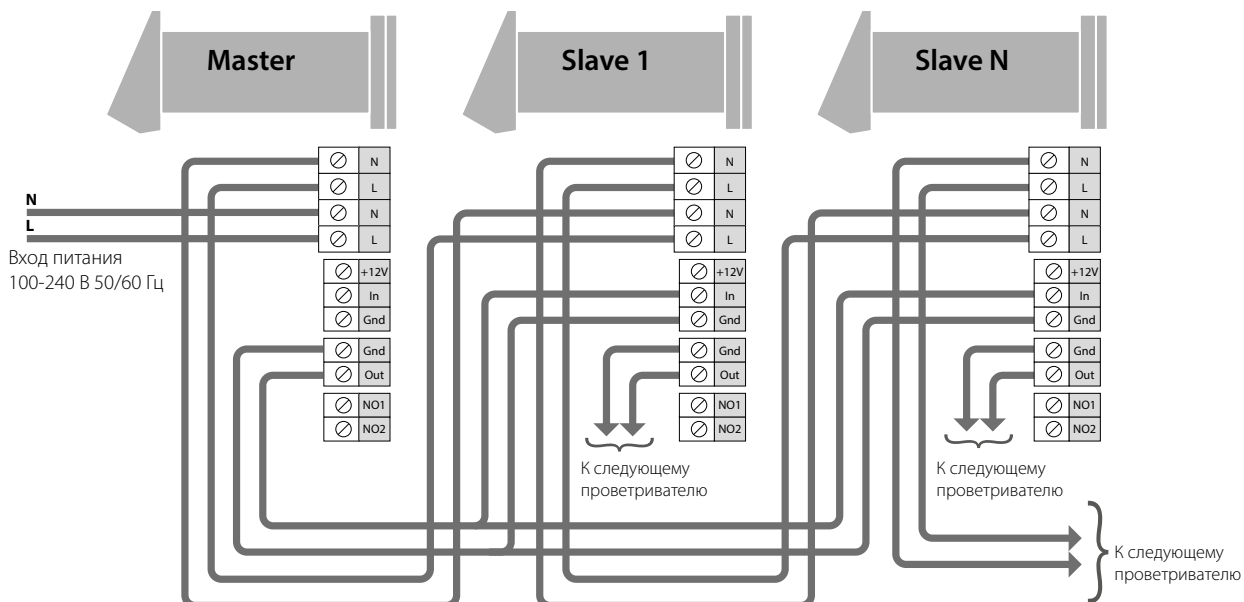 Master
Slave 1
Slave N
N
L
Вход питания
100-240 В 50/60 Гц
N
L
N
L
+12V
In
Gnd
Gnd
Out
NO1
NO2
N
L
N
L
+12V
In
Gnd
Gnd
Out
NO1
NO2
К следующему
проветривателю
N
L
N
L
+12V
In
Gnd
Gnd
Out
NO1
NO2
К следующему
проветривателю
К следующему
проветривателю